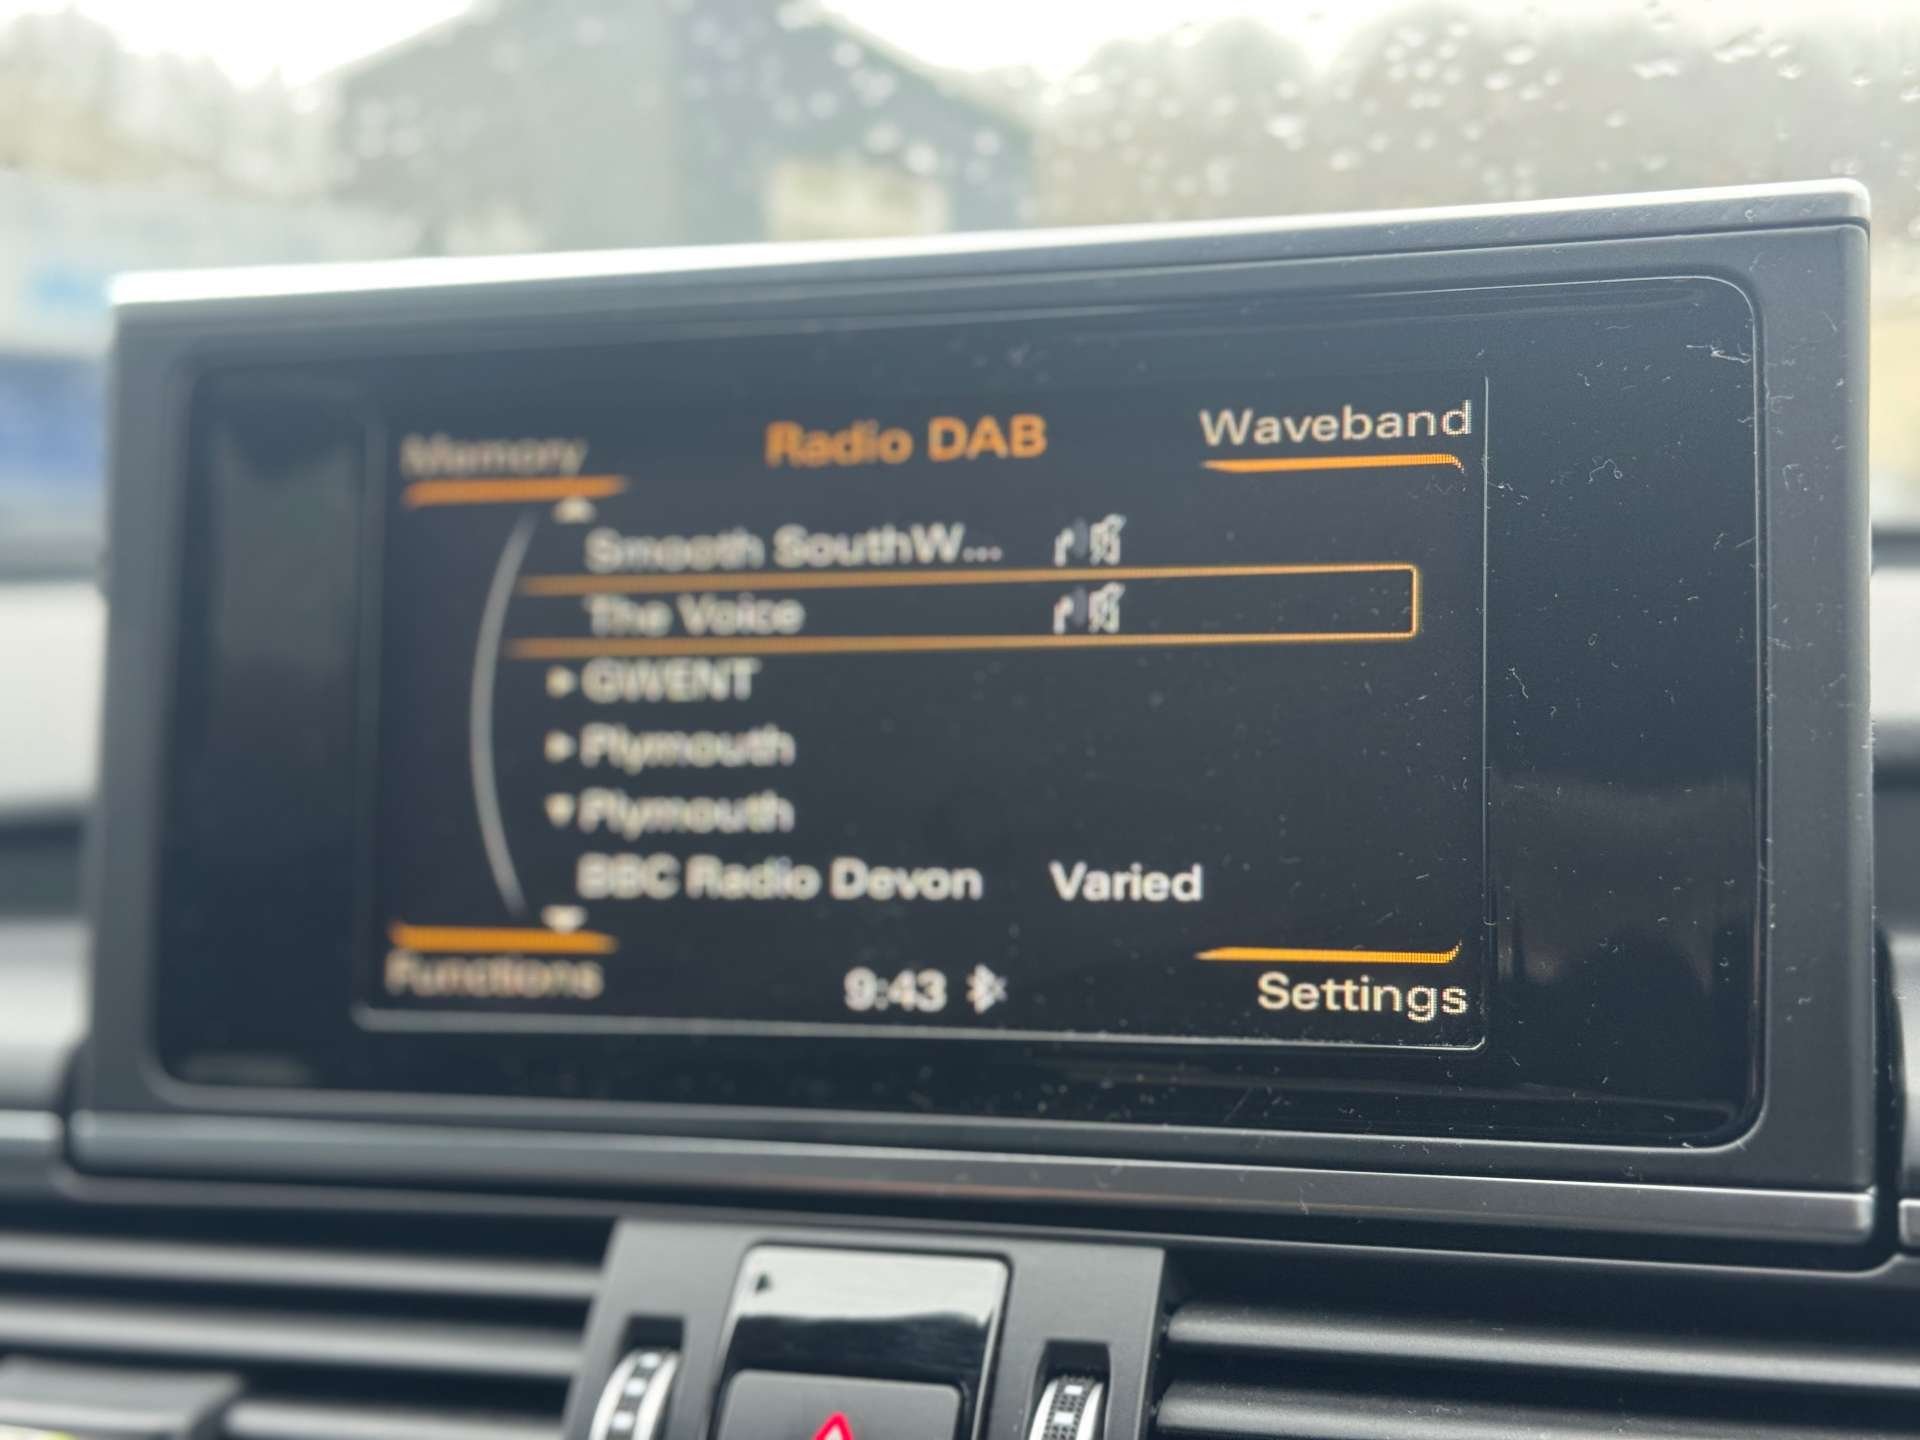 Memory Radio DAB Waveband
Smooth SouthW...
The Voice
GWENT
Plymouth
Plymouth
BBC Radio Devon Varied
Functions 9:43 Settings